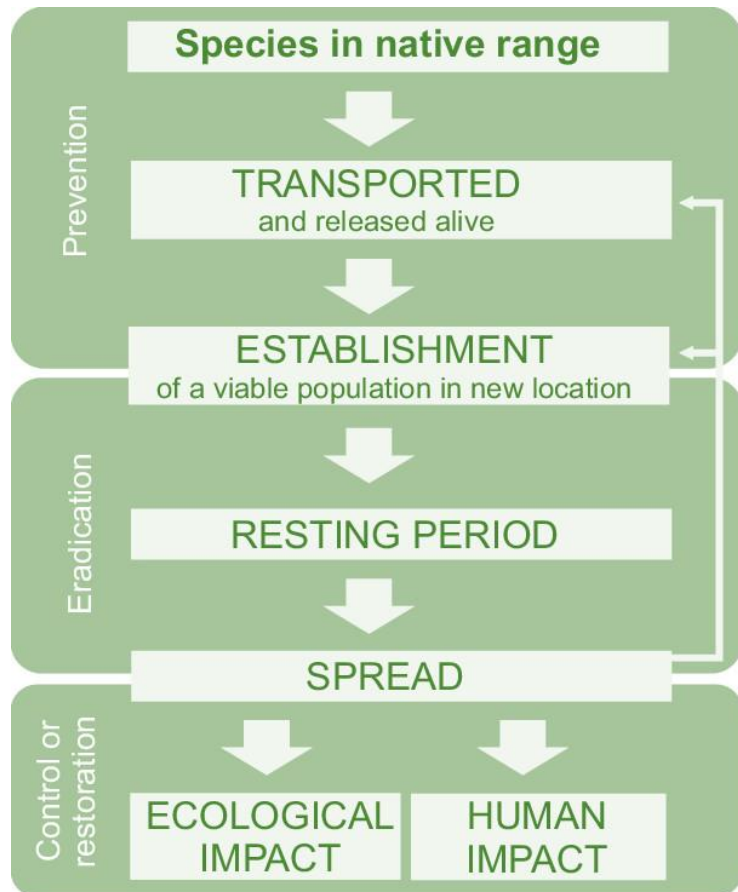 Species in native range
Prevention
TRANSPORTED
and released alive
ESTABLISHMENT
of a viable population in new location
Eradication
RESTING PERIOD
SPREAD
Control or
restoration
ECOLOGICAL
IMPACT
HUMAN
IMPACT